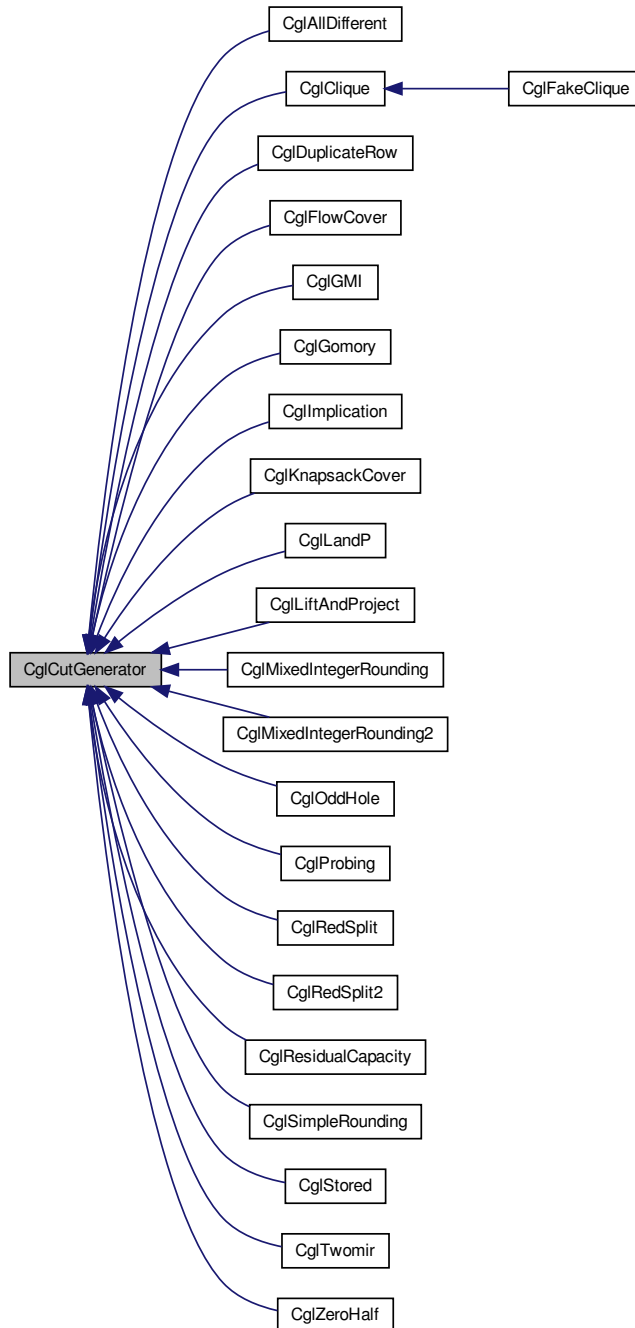 CglAllDifferent
CglClique
CglFakeClique
CglDuplicateRow
CglFlowCover
CglGMI
CglGomory
CglImplication
CglKnapsackCover
CglLandP
CglLiftAndProject
CglCutGenerator
CglMixedIntegerRounding
CglMixedIntegerRounding2
CglOddHole
CglProbing
CglRedSplit
CglRedSplit2
CglResidualCapacity
CglSimpleRounding
CglStored
CglTwomir
CglZeroHalf